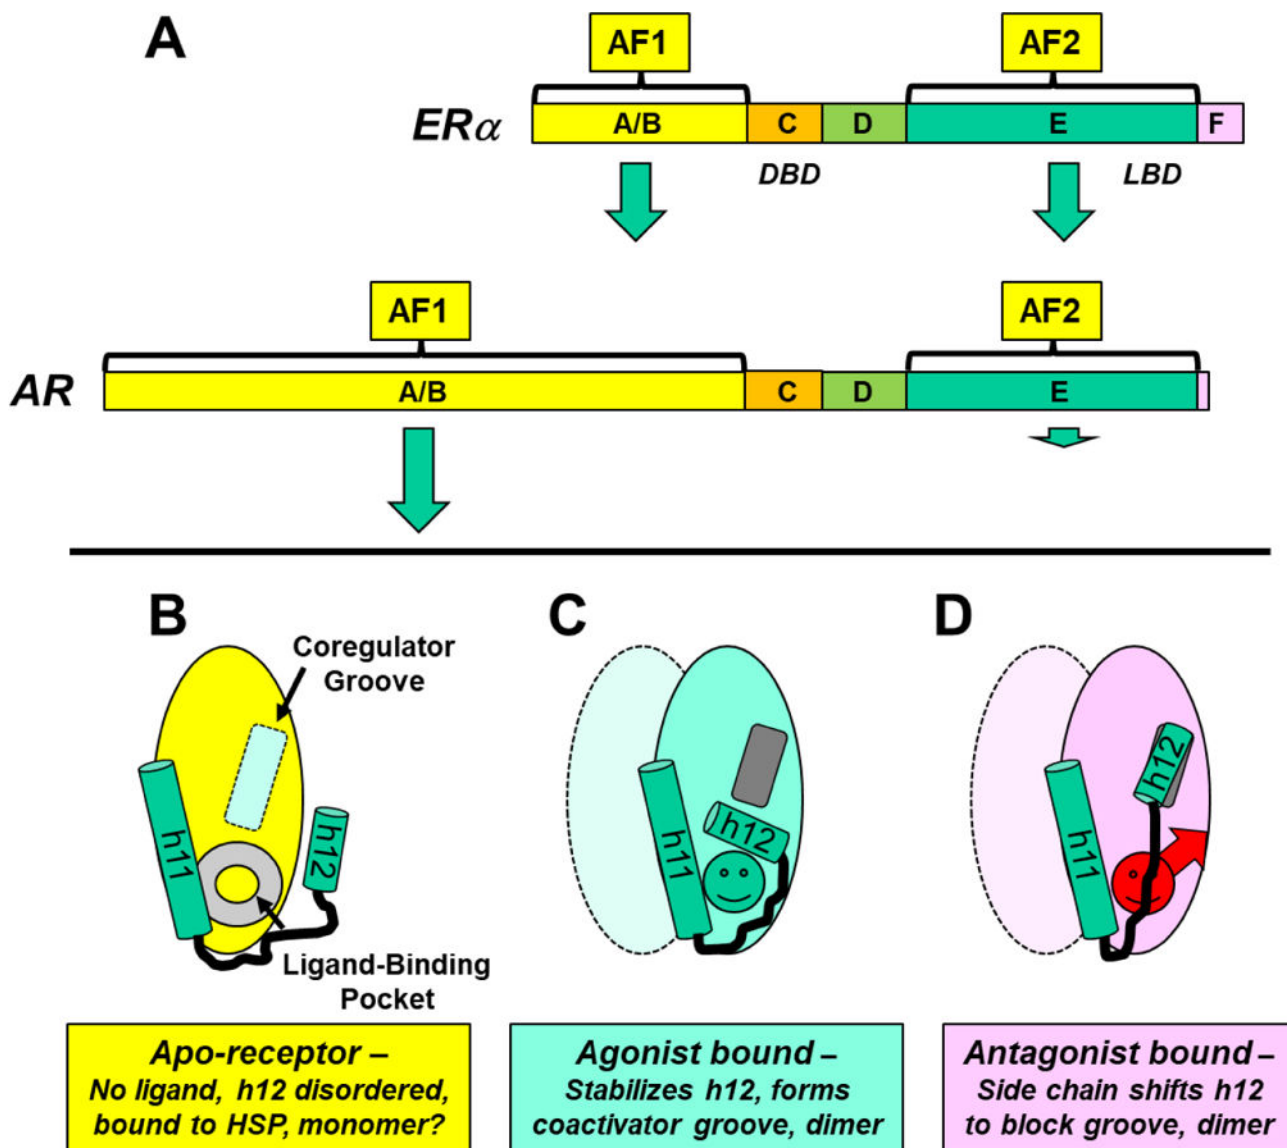 A
AF1
AF2
ERα
A/B
C
D
E
F
DBD
LBD
AF1
AF2
AR
A/B
C
D
E
B
Coregulator
Groove
h11
h12
Ligand-Binding
Pocket
C
h11
h12
D
h11
h12
Apo-receptor –
No ligand, h12 disordered,
bound to HSP, monomer?
Agonist bound –
Stabilizes h12, forms
coactivator groove, dimer
Antagonist bound –
Side chain shifts h12
to block groove, dimer